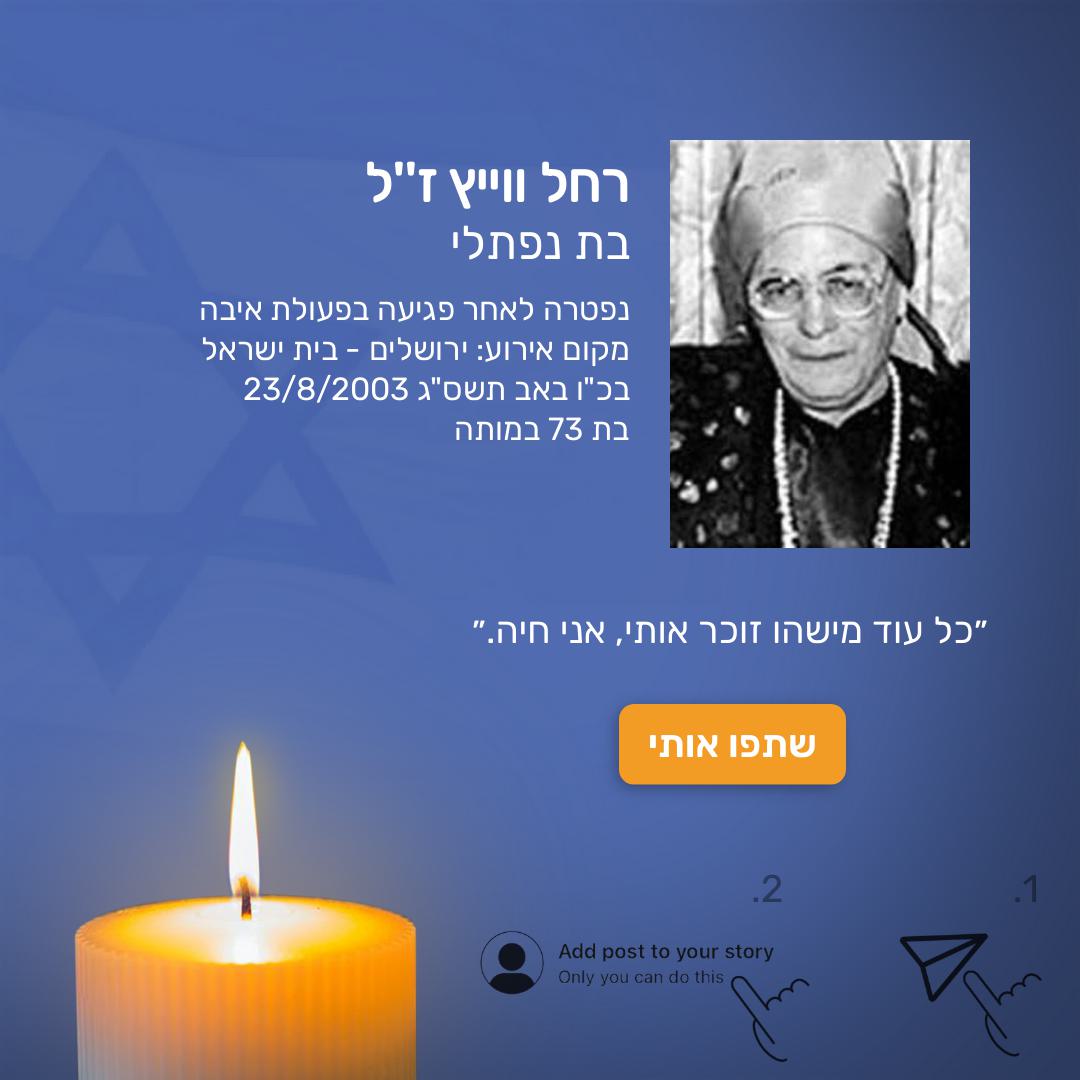 רחל ווייץ ז"ל
בת נפתלי
נפטרה לאחר פגיעה בפעולת איבה
מקום אירוע: ירושלים - בית ישראל
בכ"ו באב תשס"ג 23/8/2003
בת 73 במותה
״כל עוד מישהו זוכר אותי, אני חיה.״
שתפו אותי
.1
.2
Add post to your story
Only you can do this